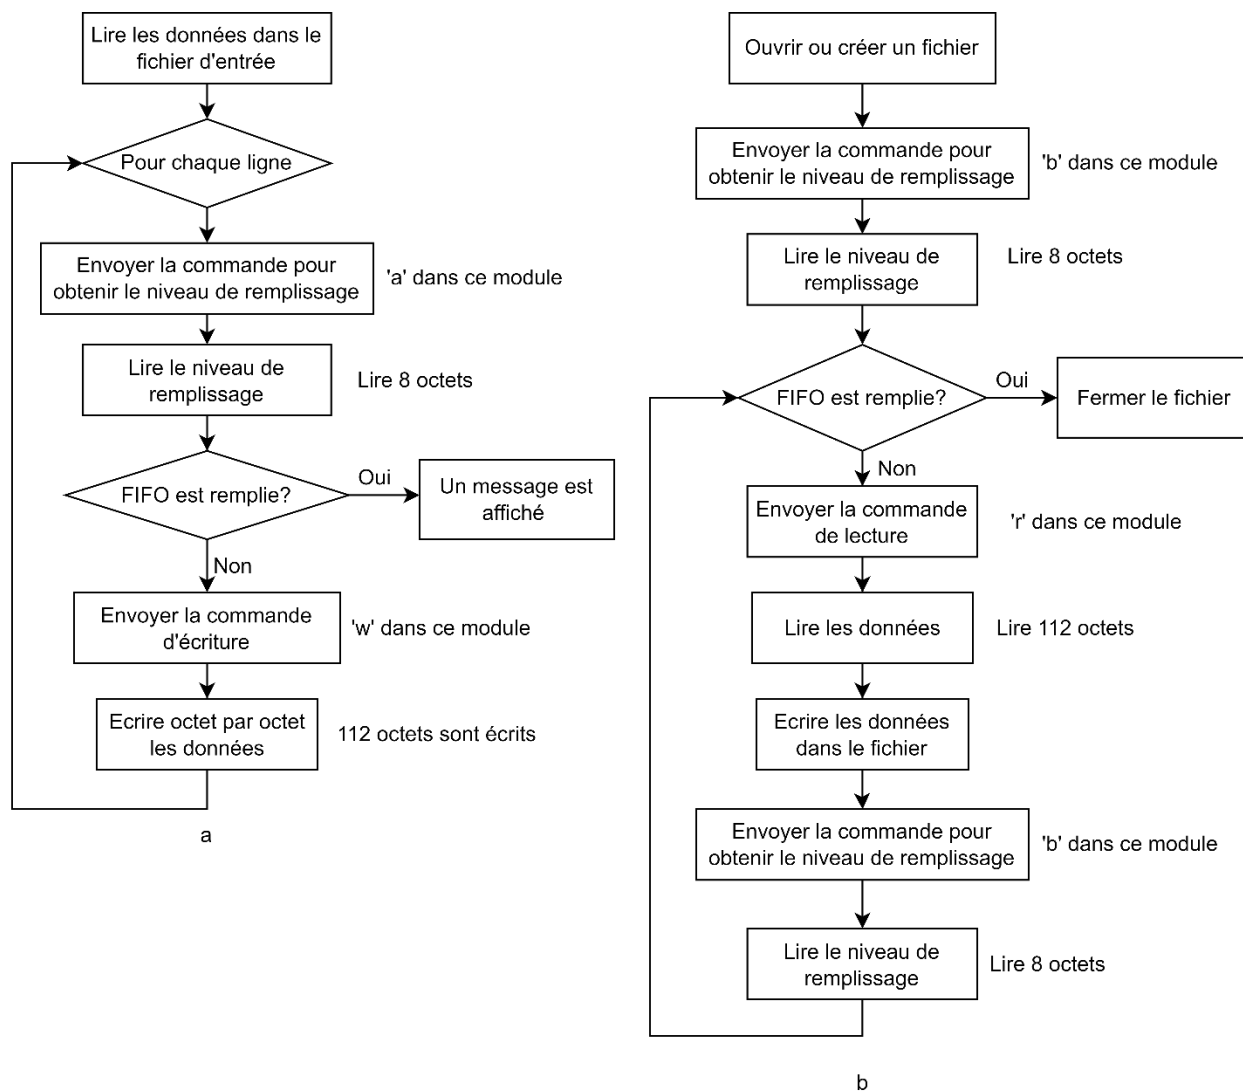 Lire les données dans le
fichier d'entrée
Pour chaque ligne
Envoyer la commande pour
obtenir le niveau de remplissage
'a' dans ce module
Lire le niveau de
remplissage
Lire 8 octets
FIFO est remplie?
Oui
Un message est
affiché
Non
Envoyer la commande
d'écriture
'w' dans ce module
Ecrire octet par octet
les données
112 octets sont écrits
a
Ouvrir ou créer un fichier
Envoyer la commande pour
obtenir le niveau de remplissage
'b' dans ce module
Lire le niveau de
remplissage
Lire 8 octets
FIFO est remplie?
Oui
Fermer le fichier
Non
Envoyer la commande
de lecture
'r' dans ce module
Lire les données
Lire 112 octets
Ecrire les données
dans le fichier
Envoyer la commande pour
obtenir le niveau de remplissage
'b' dans ce module
Lire le niveau de
remplissage
Lire 8 octets
b